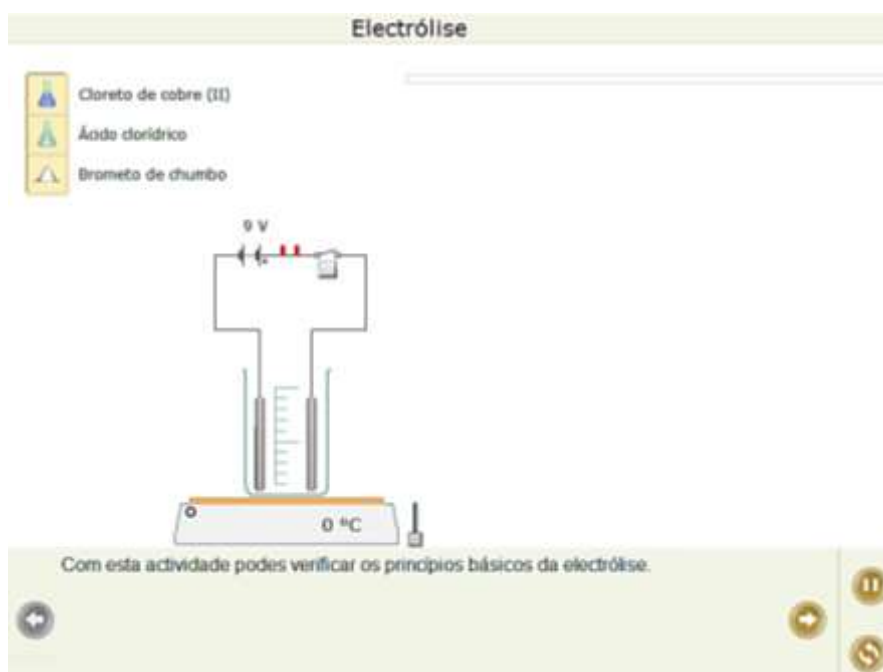 Electrólise
Cloreto de cobre (II)
Ácido clorídrico
Brometo de chumbo
9 V
0 ºC
Com esta actividade podes verificar os princípios básicos da electrólise.